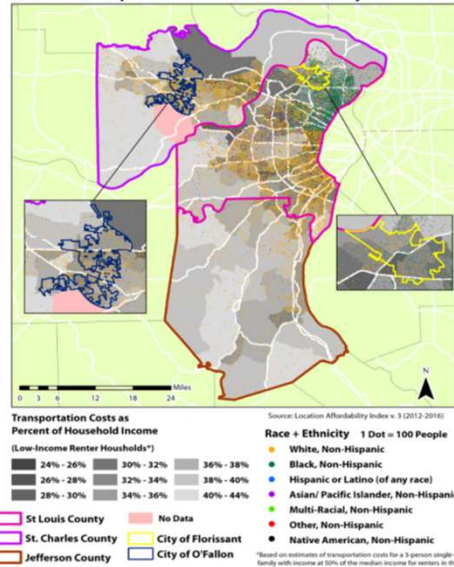 N
0 3 6 12 18 24 Miles
Transportation Costs as
Percent of Household Income
(Low-Income Renter Housholds*)
24% - 26%
30% - 32%
36% - 38%
26% - 28%
32% - 34%
38% - 40%
28% - 30%
34% - 36%
40% - 44%
St Louis County
No Data
St. Charles County
City of Florissant
Jefferson County
City of O'Fallon
Source: Location Affordability Index v. 3 (2012-2016)
Race + Ethnicity 1 Dot = 100 People
White, Non-Hispanic
Black, Non-Hispanic
Hispanic or Latino (of any race)
Asian/ Pacific Islander, Non-Hispanic
Multi-Racial, Non-Hispanic
Other, Non-Hispanic
Native American, Non-Hispanic
*Based on estimates of transportation costs for a 3-person single-
family with income at 50% of the median income for renters in th